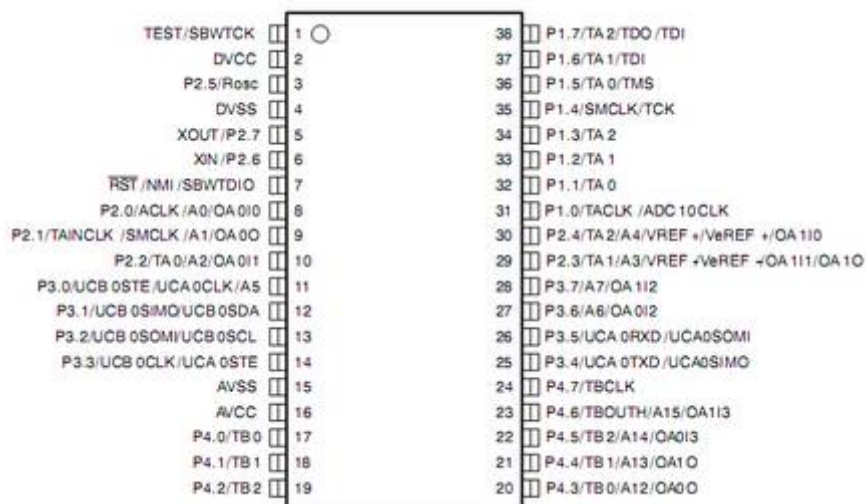 TEST/SBWTCK 1 38 P1.7/TA2/TDO/TDI
DVCC 2 37 P1.6/TA1/TDI
P2.5/Rosc 3 36 P1.5/TA0/TMS
DVSS 4 35 P1.4/SMCLK/TCK
XOUT/P2.7 5 34 P1.3/TA2
XIN/P2.6 6 33 P1.2/TA1
RST/NMI/SBWTDIO 7 32 P1.1/TA0
P2.0/ACLK/A0/OA0I0 8 31 P1.0/TACLK/ADC10CLK
P2.1/TAINCLK/SMCLK/A1/OA0O 9 30 P2.4/TA2/A4/VREF+/VeREF+/OA1I0
P2.2/TA0/A2/OA0I1 10 29 P2.3/TA1/A3/VREF-/VeREF-/OA1I1/OA1O
P3.0/UCB0STE/UCA0CLK/A5 11 28 P3.7/A7/OA1I2
P3.1/UCB0SIMO/UCB0SDA 12 27 P3.6/A6/OA0I2
P3.2/UCB0SOMI/UCB0SCL 13 26 P3.5/UCA0RXD/UCA0SOMI
P3.3/UCB0CLK/UCA0STE 14 25 P3.4/UCA0TXD/UCA0SIMO
AVSS 15 24 P4.7/TBCLK
AVCC 16 23 P4.6/TBOUTH/A15/OA1I3
P4.0/TB0 17 22 P4.5/TB2/A14/OA0I3
P4.1/TB1 18 21 P4.4/TB1/A13/OA1O
P4.2/TB2 19 20 P4.3/TB0/A12/OA0O